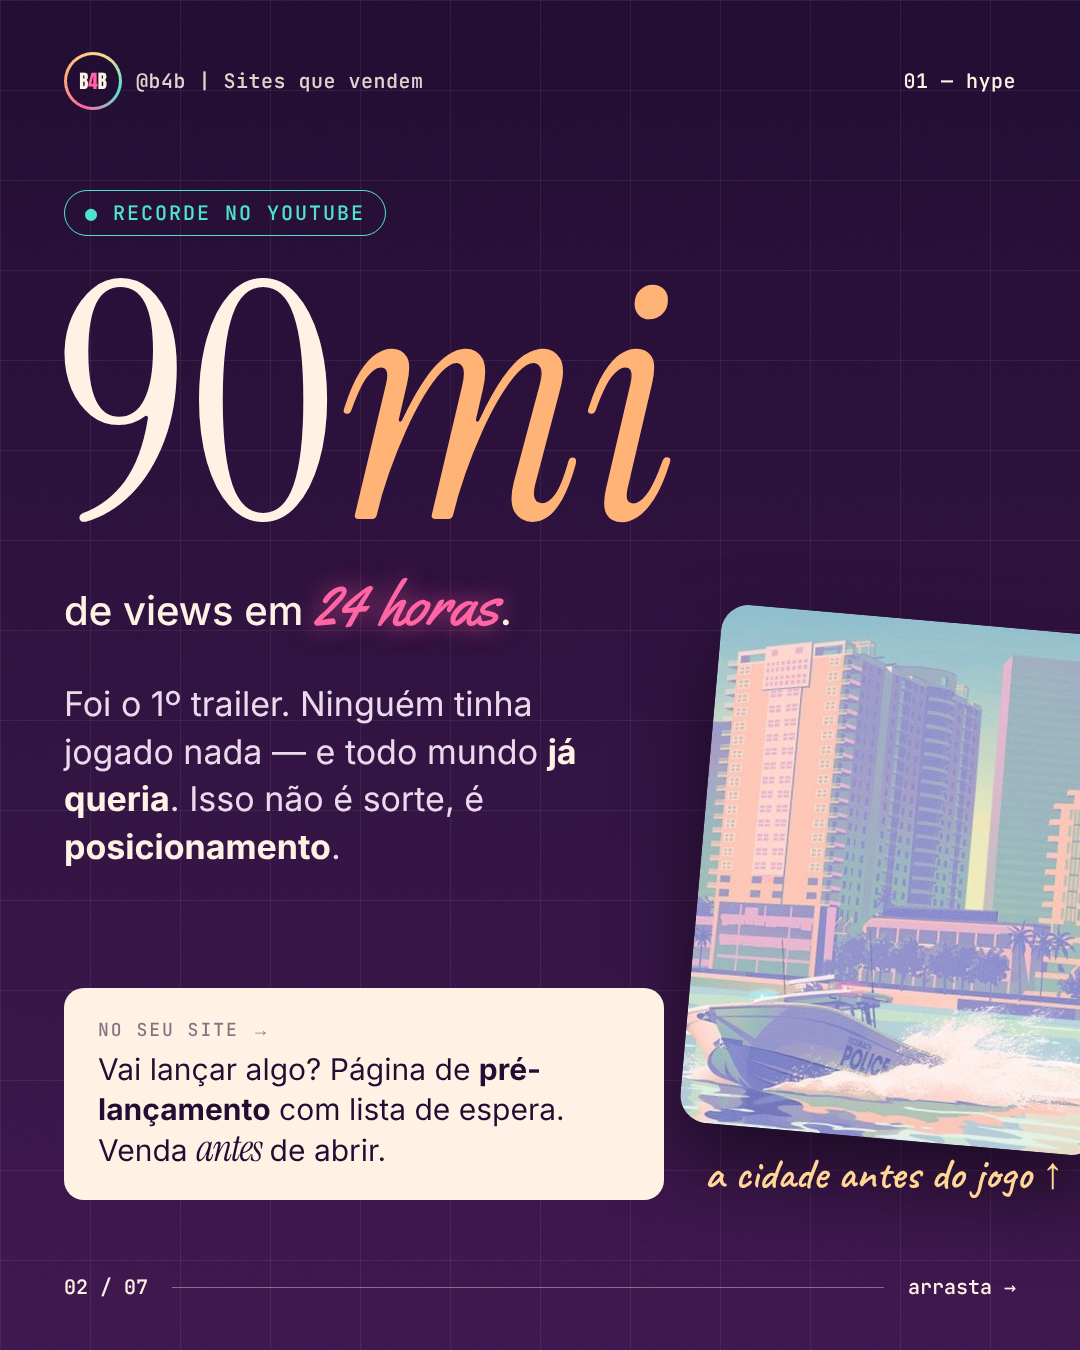 B4B @b4b | Sites que vendem
01 — hype
● RECORDE NO YOUTUBE
90mi
de views em 24 horas.
Foi o 1º trailer. Ninguém tinha
jogado nada — e todo mundo já
queria. Isso não é sorte, é
posicionamento.
NO SEU SITE →
Vai lançar algo? Página de pré-
lançamento com lista de espera.
Venda antes de abrir.
POLICE
a cidade antes do jogo ↑
02 / 07
arrasta →